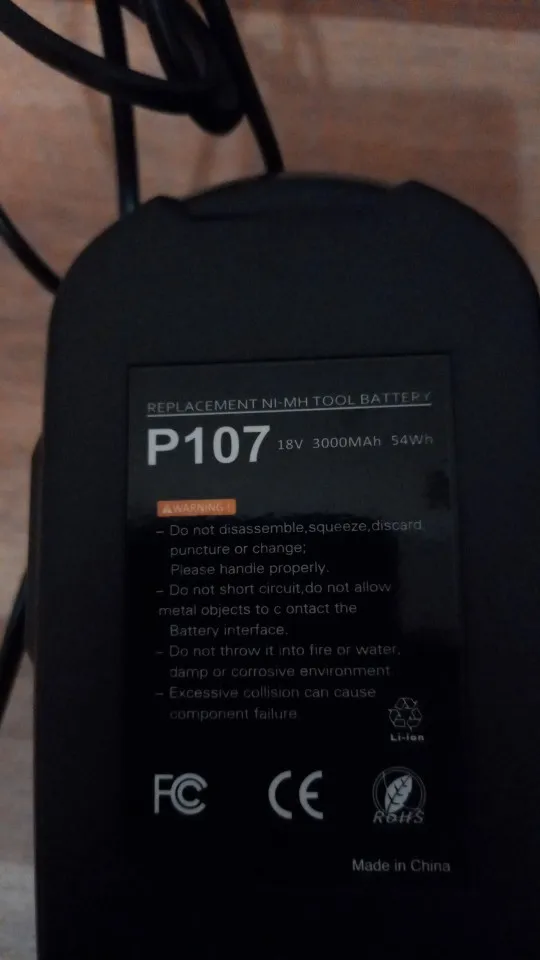 REPLACEMENT NI-MH TOOL BATTERY
P107 18V 3000MAh 54Wh
WARNING !
– Do not disassemble,squeeze,discard
puncture or change;
Please handle properly.
– Do not short circuit,do not allow
metal objects to c ontact the
Battery interface.
– Do not throw it into fire or water,
damp or corrosive environment
– Excessive collision can cause
component failure
Li-ion
FC CE RoHS
Made in China